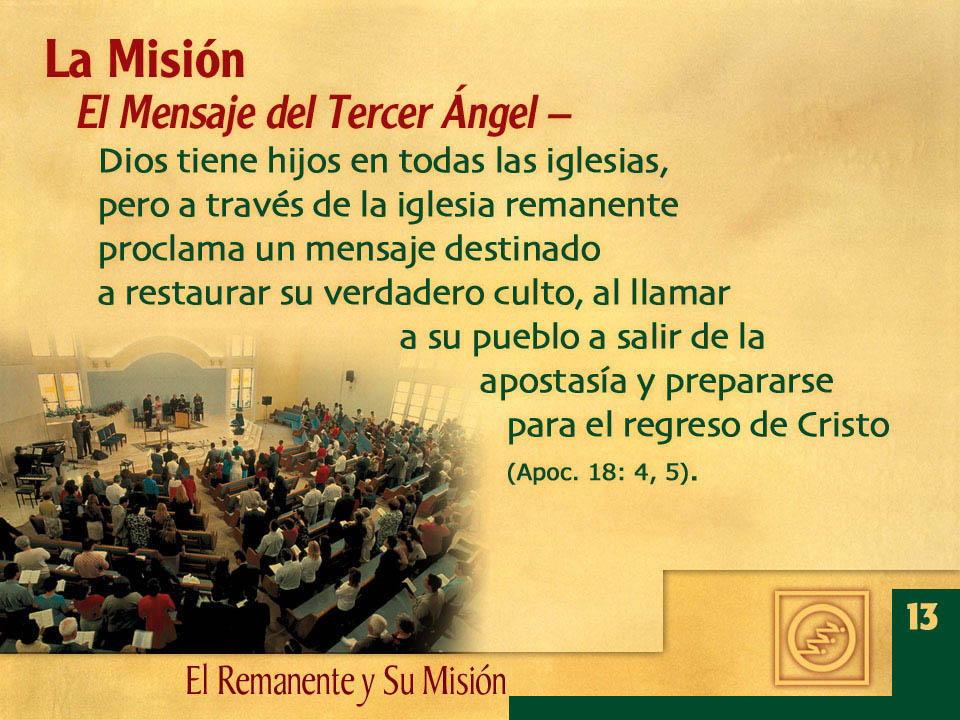 La Misión
El Mensaje del Tercer Ángel –
Dios tiene hijos en todas las iglesias,
pero a través de la iglesia remanente
proclama un mensaje destinado
a restaurar su verdadero culto, al llamar
a su pueblo a salir de la
apostasía y prepararse
para el regreso de Cristo
(Apoc. 18: 4, 5).
13
El Remanente y Su Misión